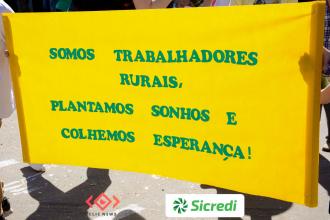 SOMOS TRABALHADORES
RURAIS,
PLANTAMOS SONHOS E
COLHEMOS ESPERANÇA!
Sicredi